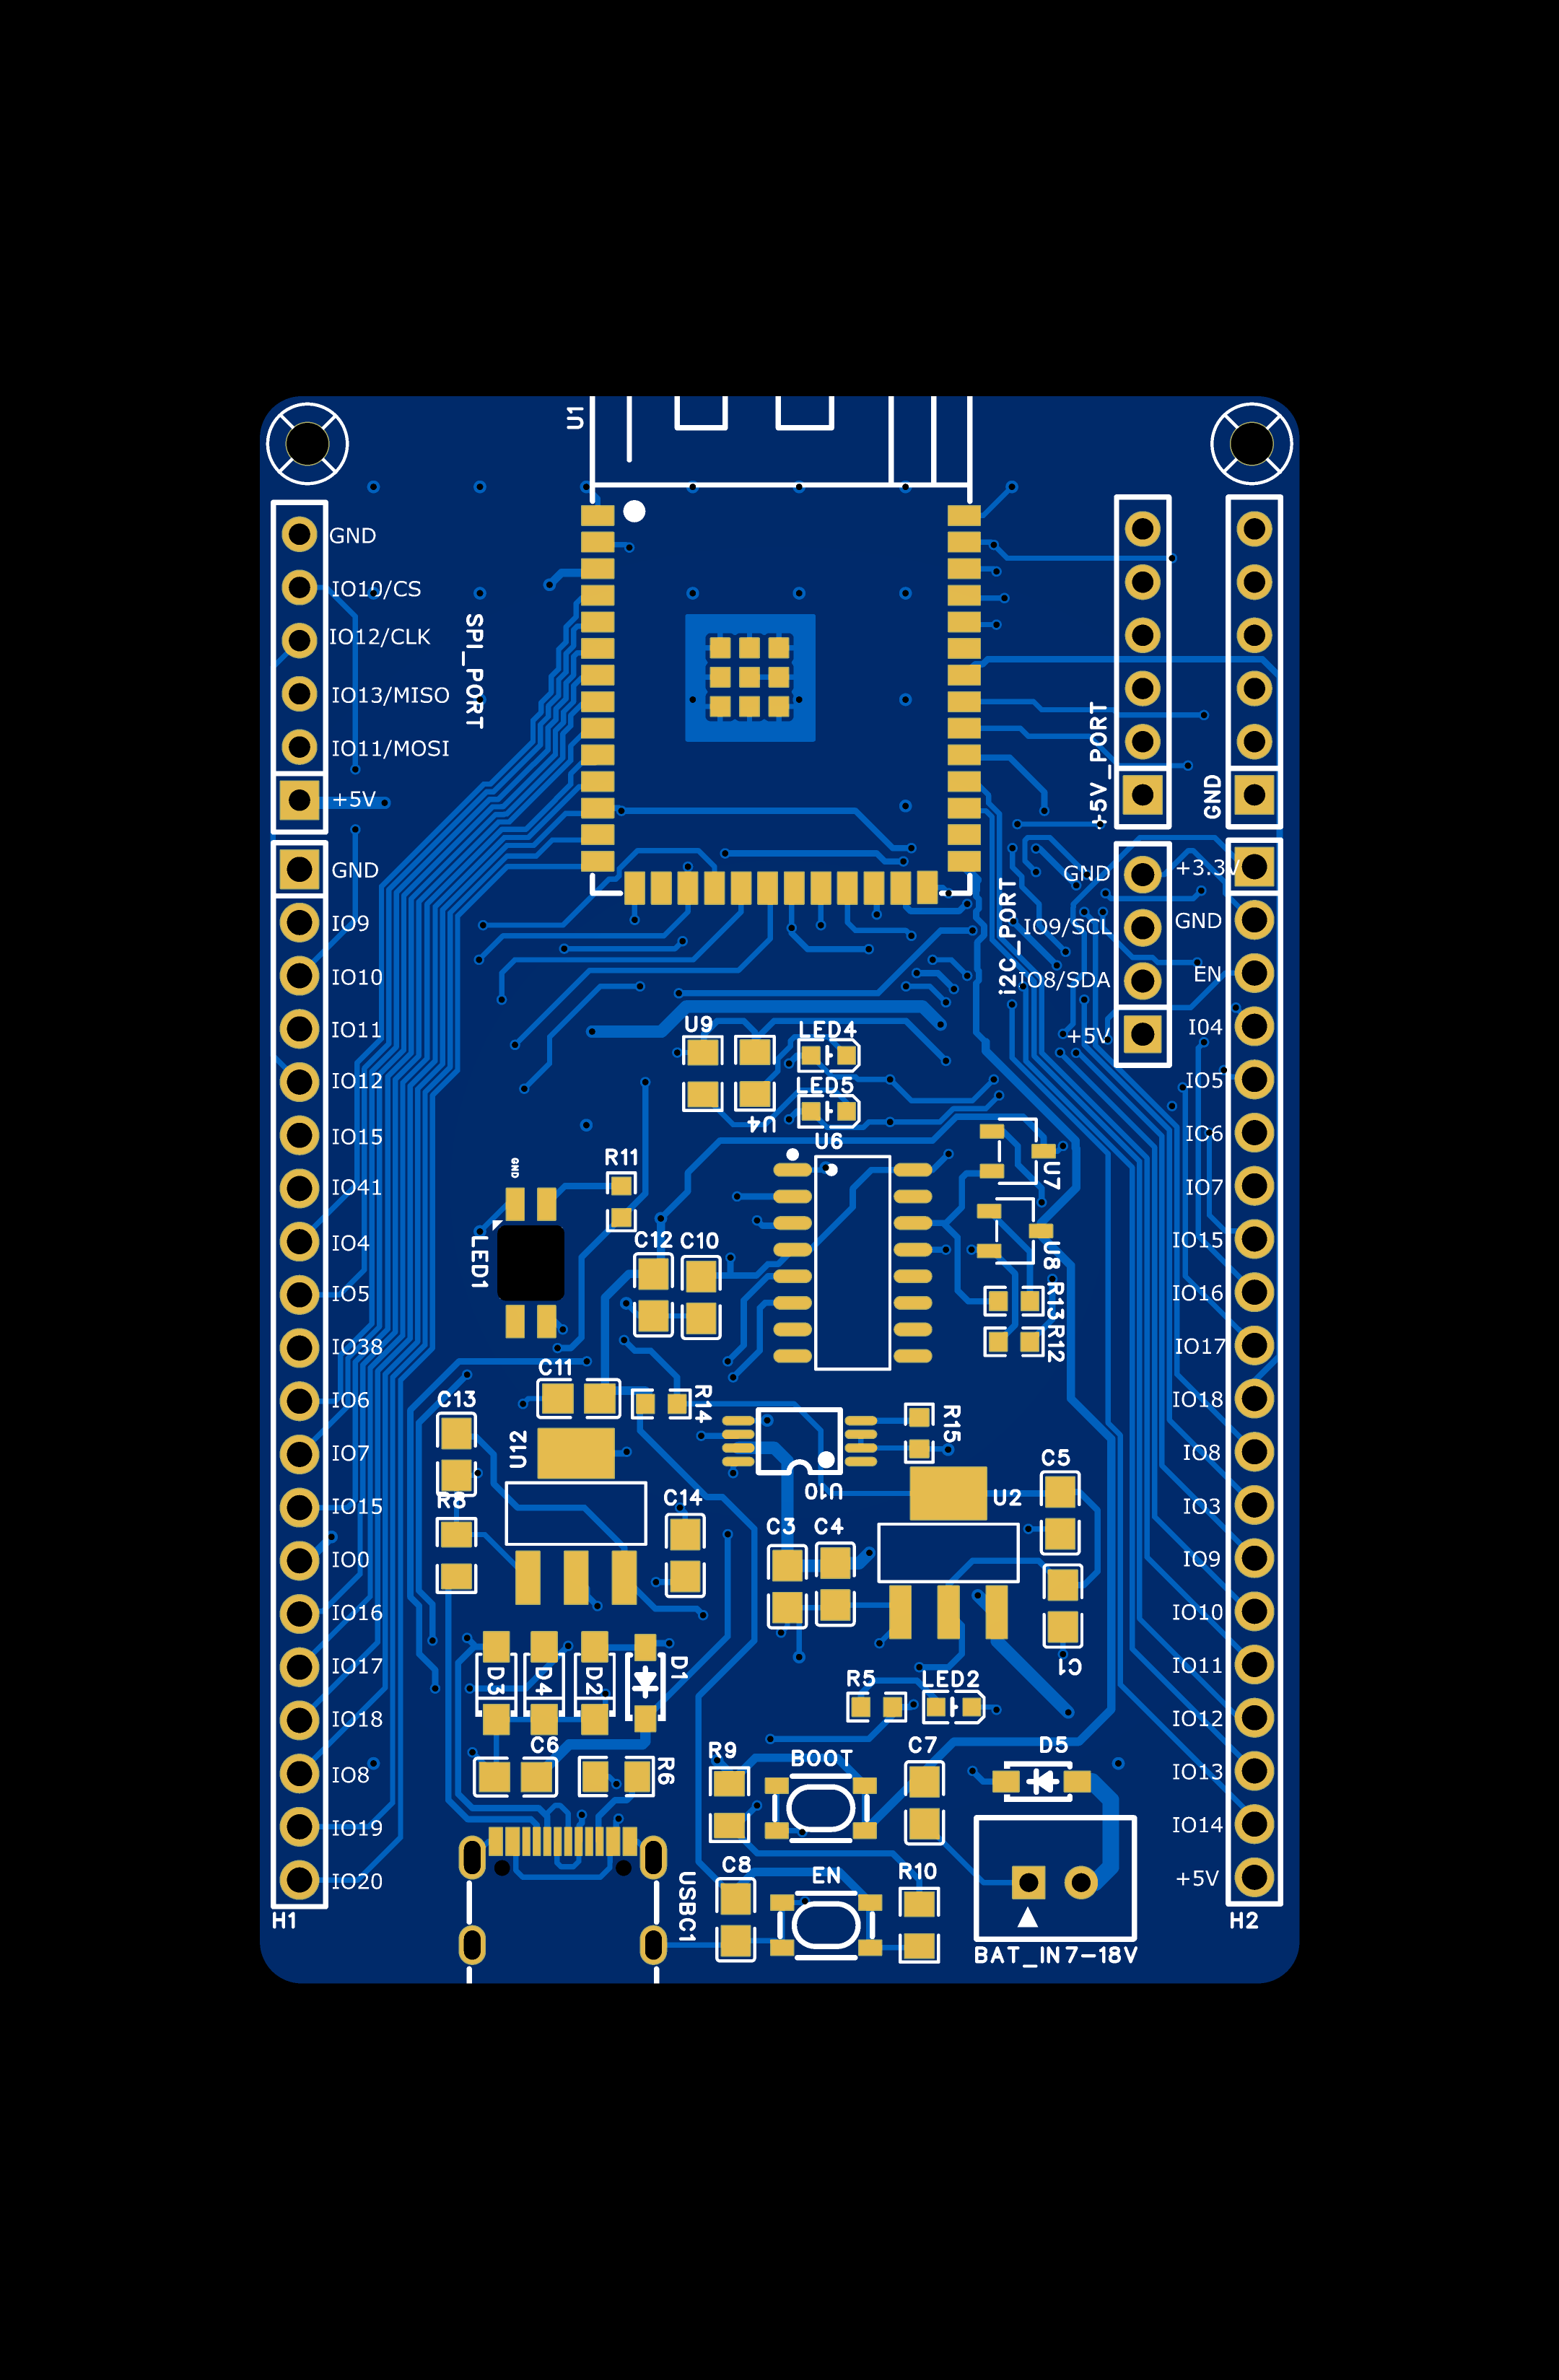 U1
GND
IO10/CS
IO12/CLK
IO13/MISO
IO11/MOSI
+5V
SPI_PORT
+5V_PORT
GND
GND
IO9
IO10
IO11
IO12
IO15
IO41
IO4
IO5
IO38
IO6
IO7
IO15
IO0
IO16
IO17
IO18
IO8
IO19
IO20
H1
GND
IO9/SCL
IO8/SDA
+5V
i2C_PORT
+3.3V
GND
EN
I04
IO5
IC6
IO7
IO15
IO16
IO17
IO18
IO8
IO3
IO9
IO10
IO11
IO12
IO13
IO14
+5V
H2
U9
U4
LED4
LED5
U6
U7
U8
R13
R12
GND
LED1
R11
C12
C10
C11
R14
C13
U12
R8
C14
U10
R15
U2
C5
C3
C4
C1
D3
D4
D2
D1
R5
LED2
C6
R6
R9
BOOT
C7
D5
USBC1
C8
EN
R10
BAT_IN 7-18V